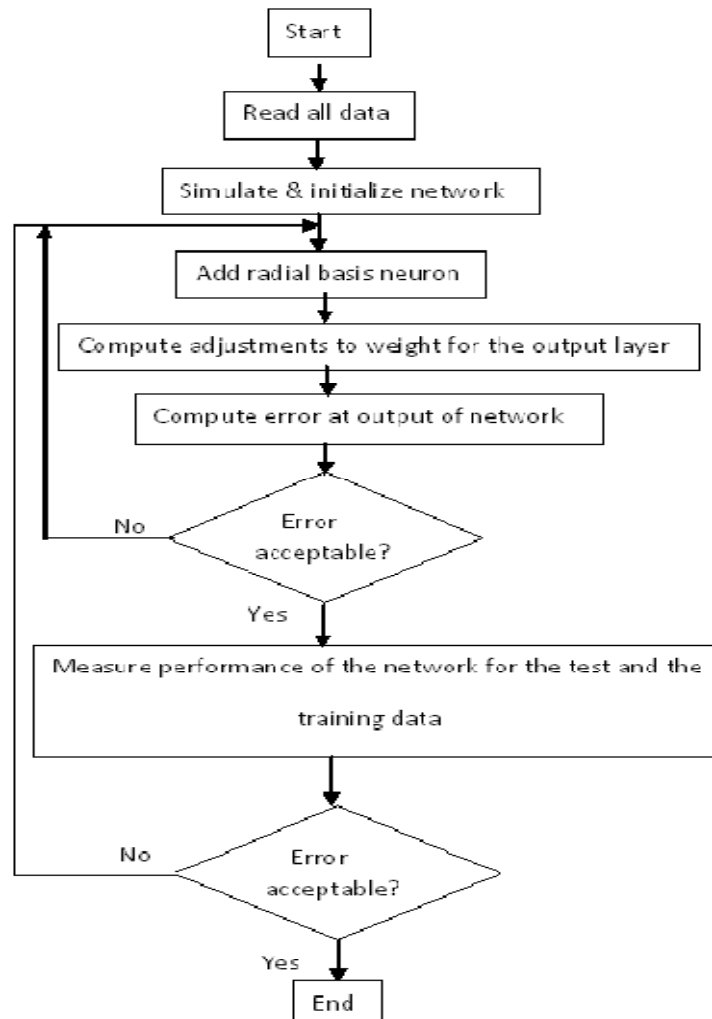 Start
Read all data
Simulate & initialize network
Add radial basis neuron
Compute adjustments to weight for the output layer
Compute error at output of network
No
Error
acceptable?
Yes
Measure performance of the network for the test and the
training data
No
Error
acceptable?
Yes
End